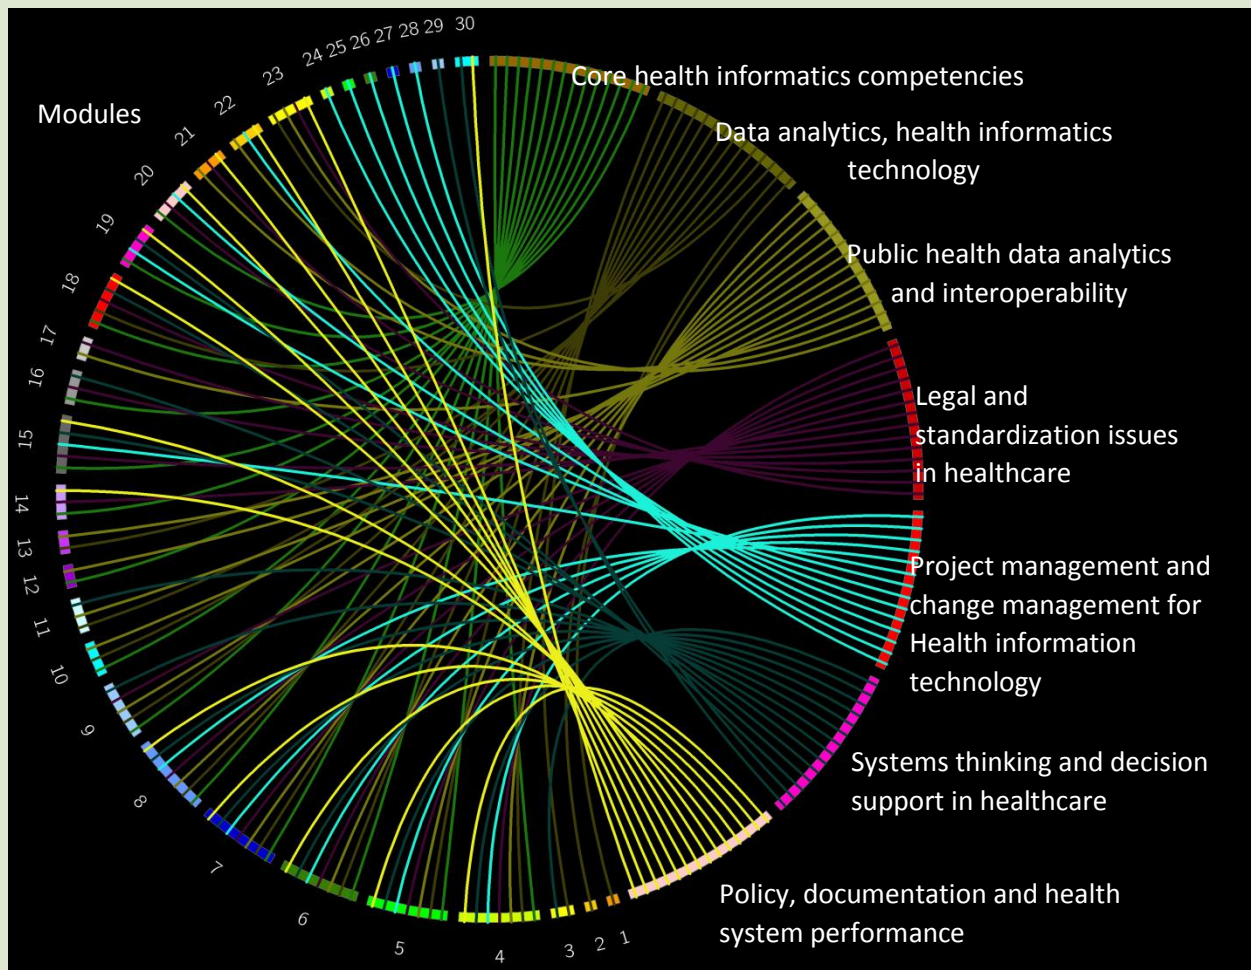 Modules
30
29
28
27
26
25
24
23
22
21
20
19
18
17
16
15
14
13
12
11
10
9
8
7
6
5
4
3
2
1
Core health informatics competencies
Data analytics, health informatics
technology
Public health data analytics
and interoperability
Legal and
standardization issues
in healthcare
Project management and
change management for
Health information
technology
Systems thinking and decision
support in healthcare
Policy, documentation and health
system performance